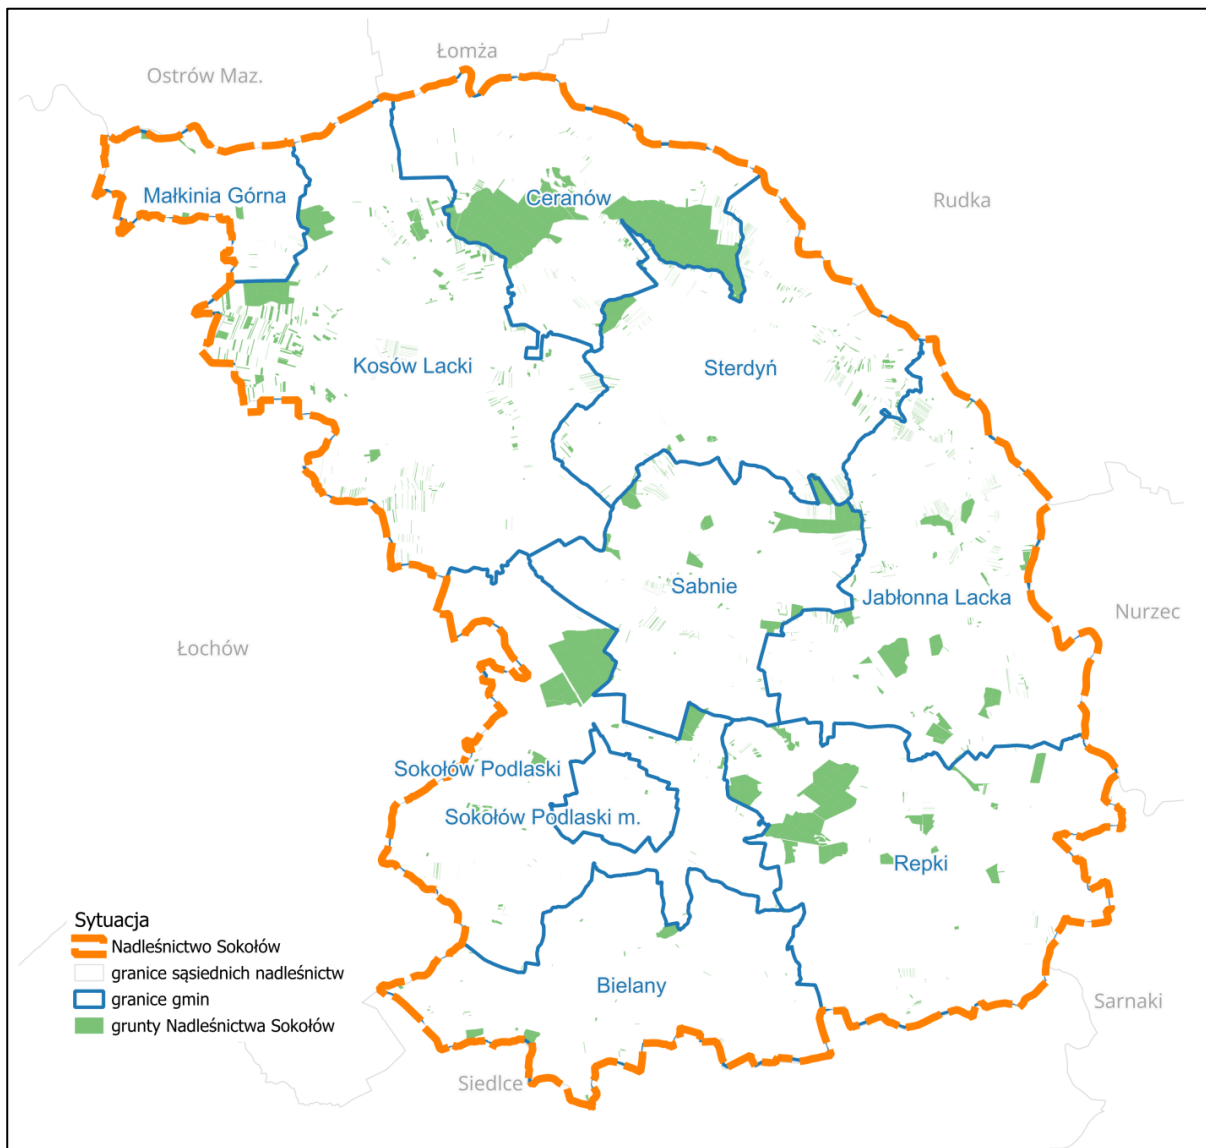 Łomża
Ostrów Maz.
Małkinia Górna
Ceranów
Rudka
Kosów Lacki
Sterdyń
Sabnie
Jabłonna Lacka
Nurzec
Łochów
Sokołów Podlaski
Sokołów Podlaski m.
Repki
Sytuacja
Nadleśnictwo Sokołów
granice sąsiednich nadleśnictw
granice gmin
grunty Nadleśnictwa Sokołów
Bielany
Sarnaki
Siedlce